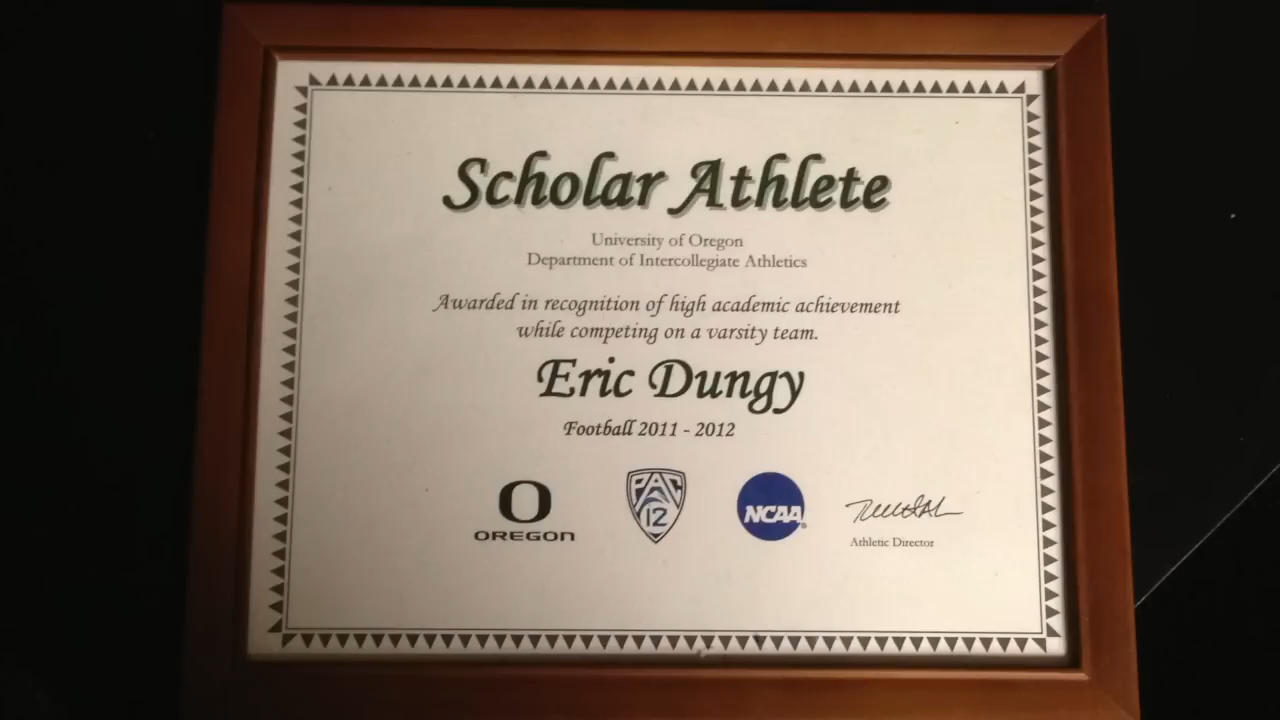 Scholar Athlete
University of Oregon
Department of Intercollegiate Athletics
Awarded in recognition of high academic achievement
while competing on a varsity team.
Eric Dungy
Football 2011 - 2012
O
OREGON
PAC
12
NCAA®
Athletic Director